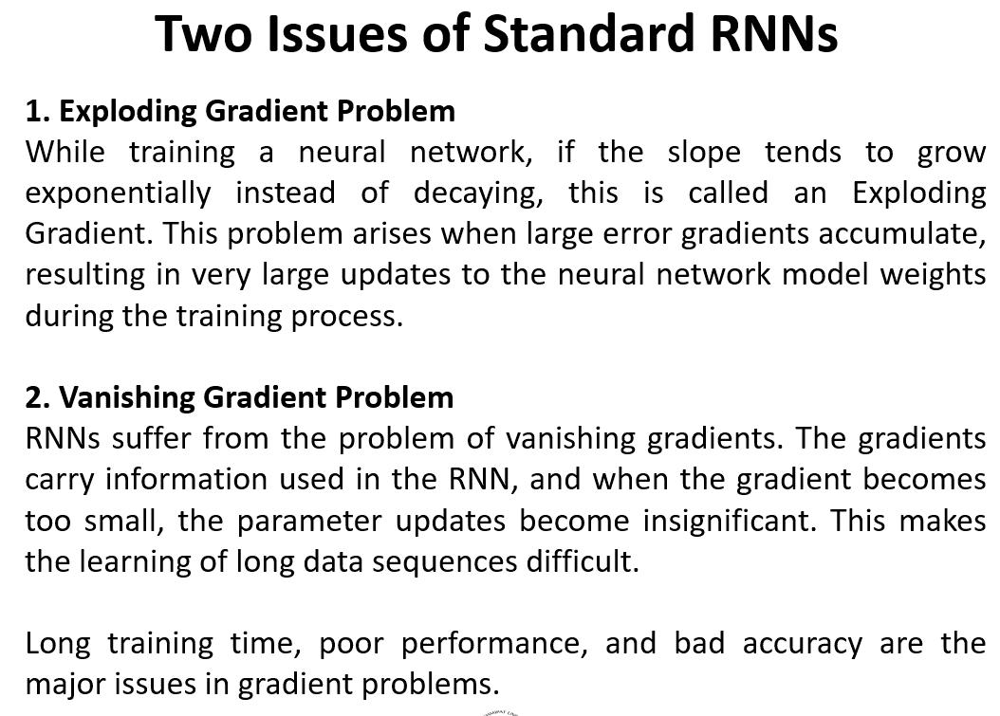 Two Issues of Standard RNNs
1. Exploding Gradient Problem
While training a neural network, if the slope tends to grow
exponentially instead of decaying, this is called an Exploding
Gradient. This problem arises when large error gradients accumulate,
resulting in very large updates to the neural network model weights
during the training process.
2. Vanishing Gradient Problem
RNNs suffer from the problem of vanishing gradients. The gradients
carry information used in the RNN, and when the gradient becomes
too small, the parameter updates become insignificant. This makes
the learning of long data sequences difficult.
Long training time, poor performance, and bad accuracy are the
major issues in gradient problems.